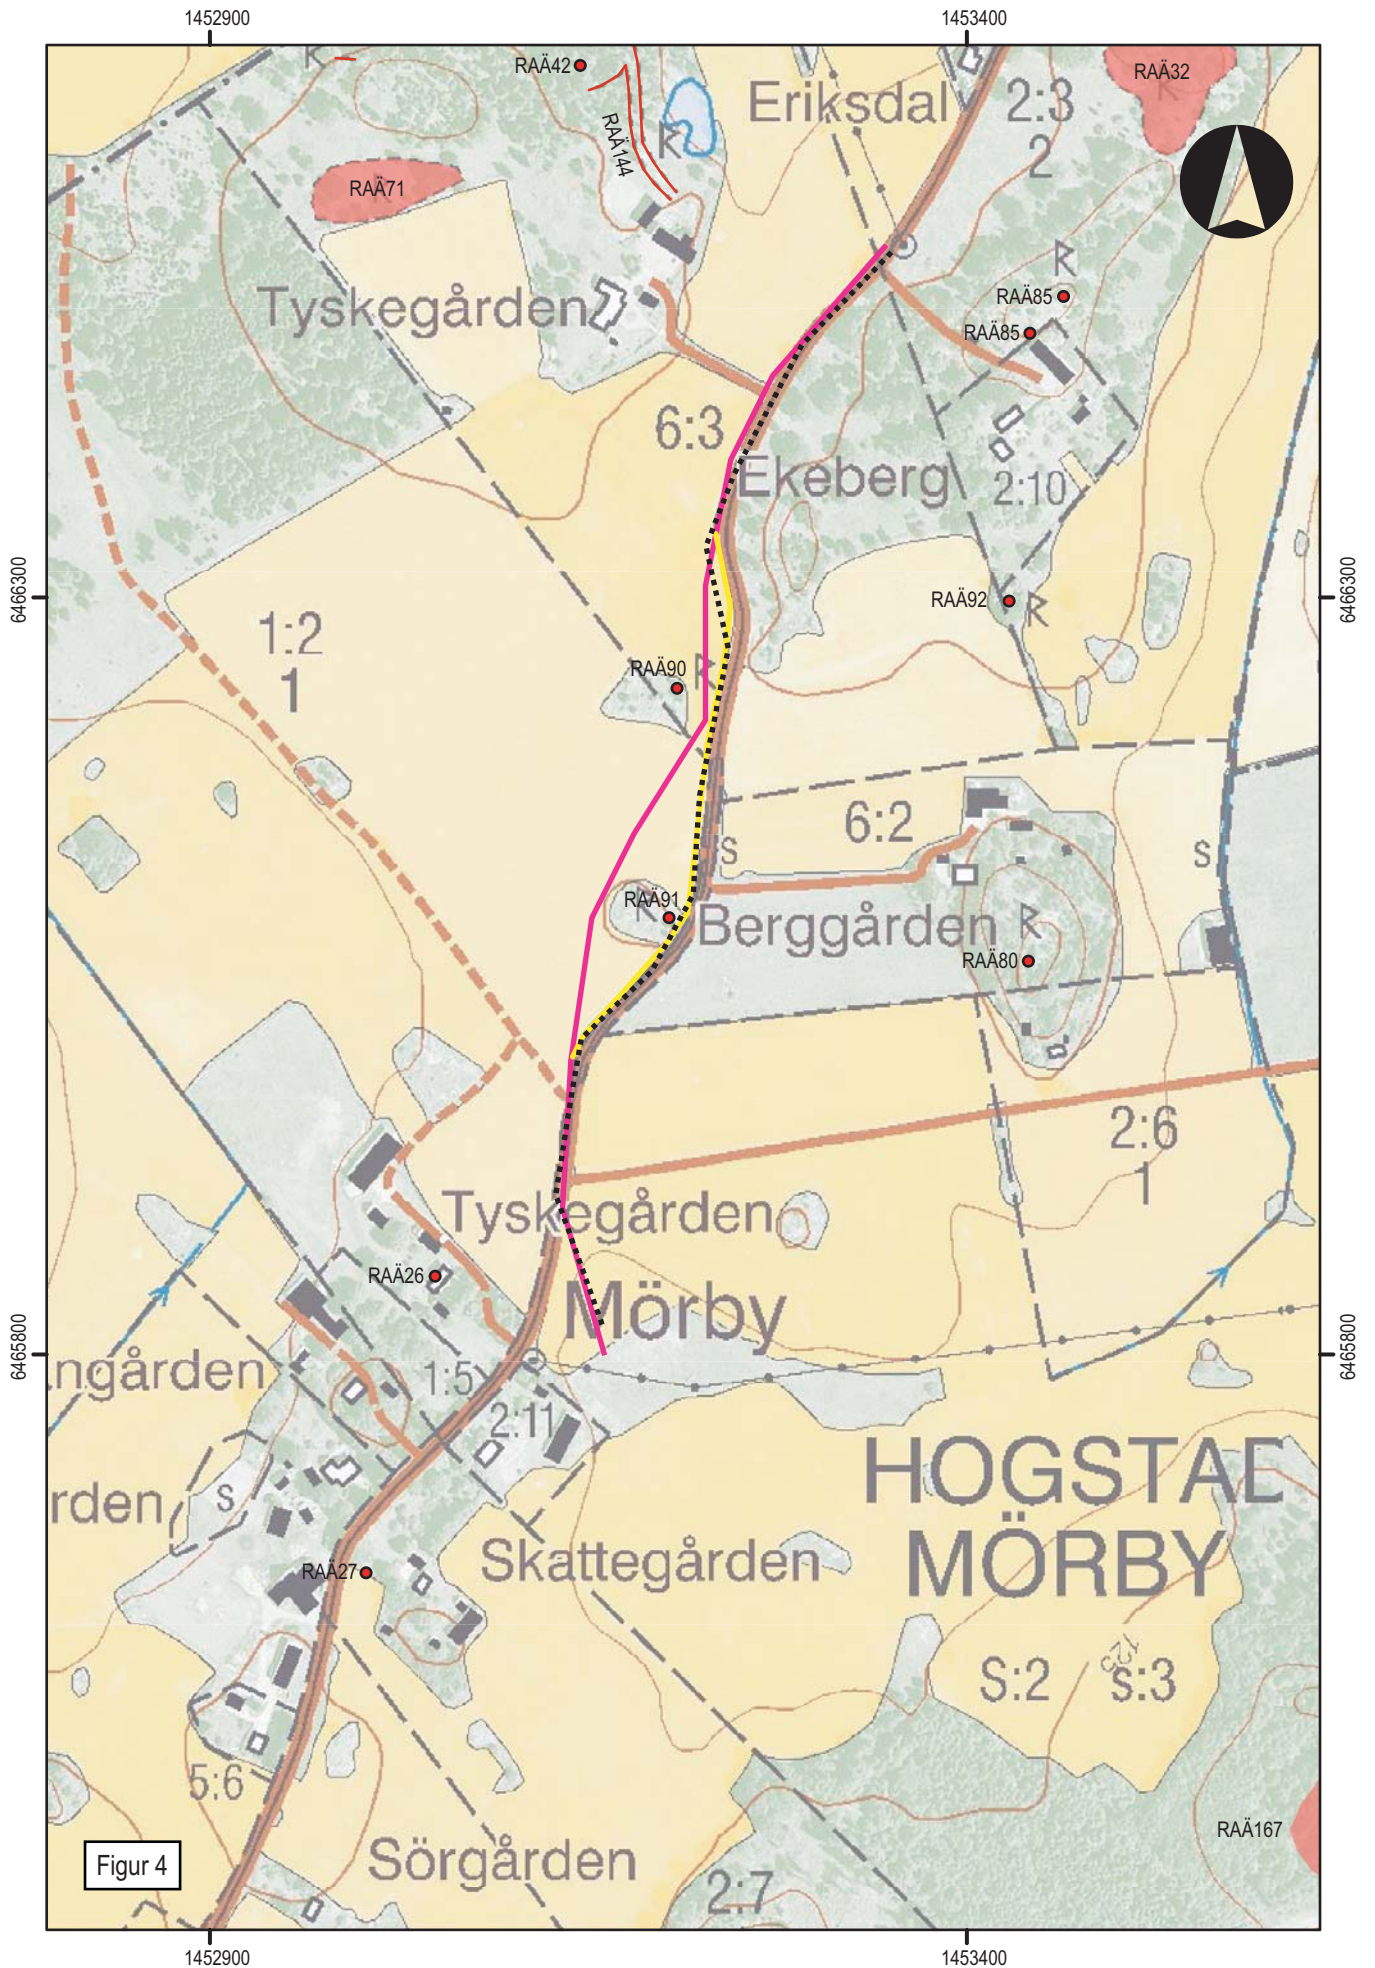 1452900
1453400
K
RAÄ42
RAÄ32
R
Eriksdal
2:3
2
RAÄ144
R
RAÄ71
R
Tyskegården
RAÄ85
RAÄ85
6:3
Ekeberg
2:10
6466300
6466300
RAÄ92
R
1:2
1
RAÄ90
R
6:2
S
S
RAÄ91
R
Berggården
R
RAÄ80
2:6
1
Tyskegården
RAÄ26
Mörby
6465800
6465800
ngården
1:5
2:11
HOGSTAD
MÖRBY
rden
S
Skattegården
RAÄ27
S:2
s:3
125
5:6
RAÄ167
Figur 4
Sörgården
2:7
1452900
1453400